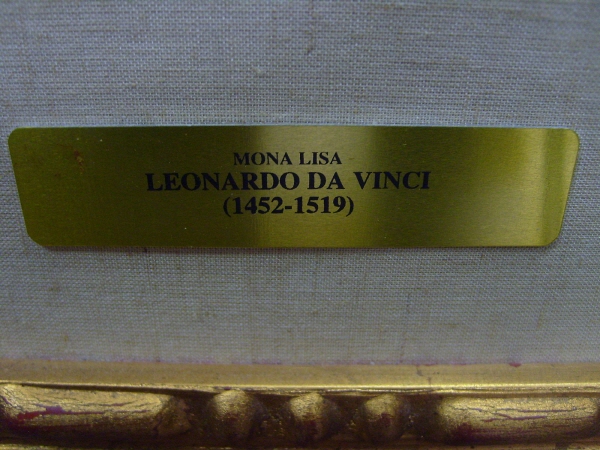 MONA LISA
LEONARDO DA VINCI
(1452-1519)